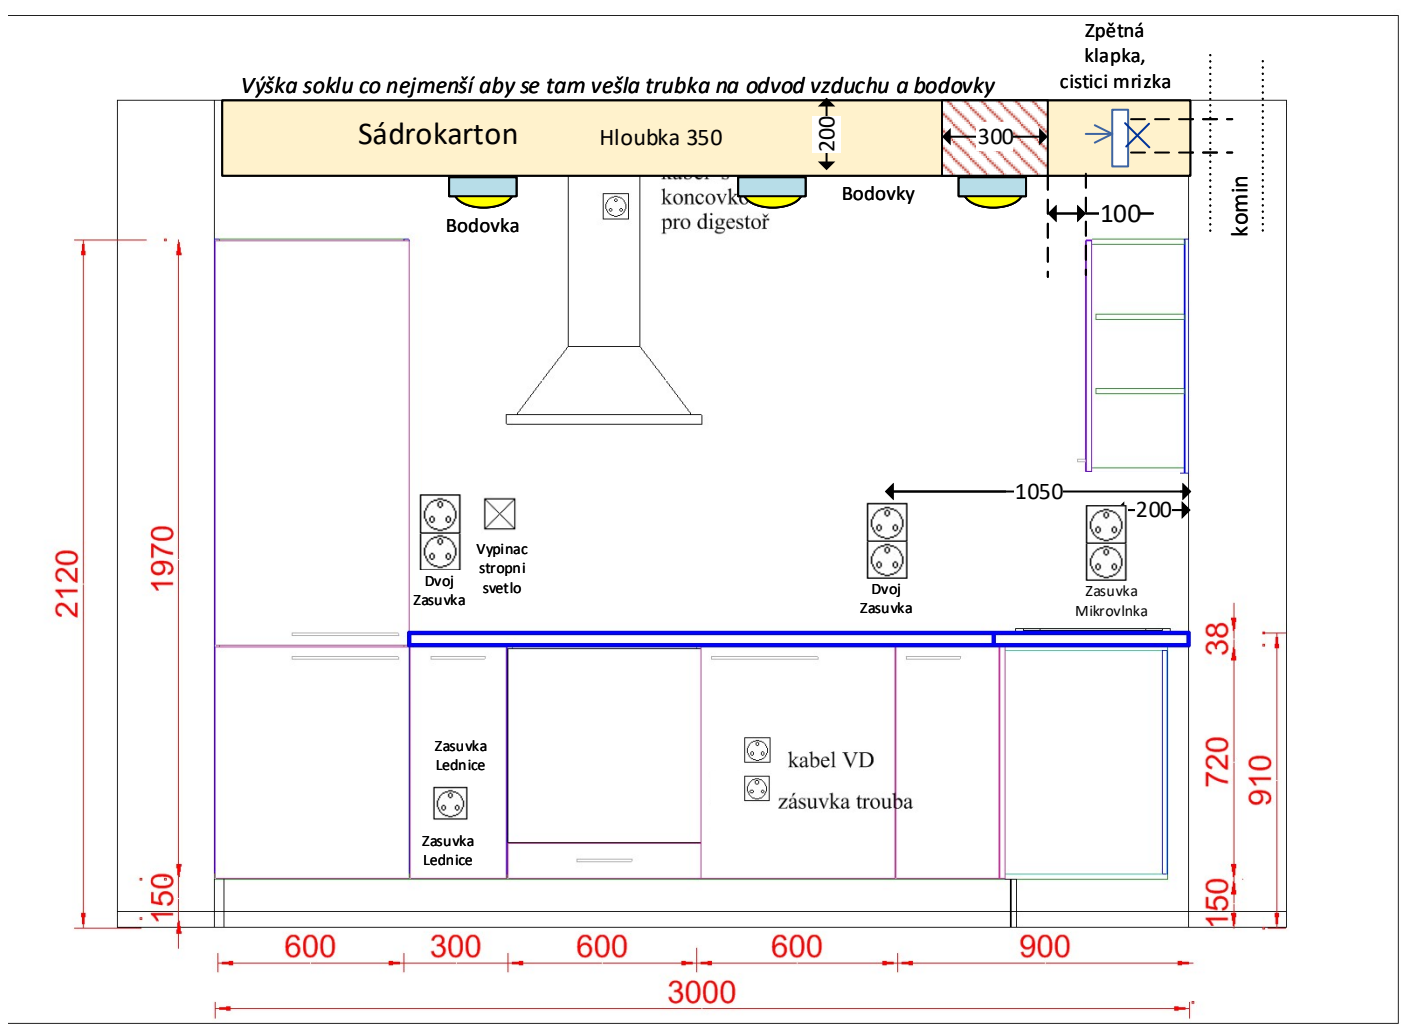 Zpětná
klapka,
cistici mrizka
Výška soklu co nejmenší aby se tam vešla trubka na odvod vzduchu a bodovky
Sádrokarton
Hloubka 350
200
300
komin
koncovko
pro digestoř
Bodovka
Bodovky
100
1050
200
Dvoj
Zasuvka
Vypinac
stropni
svetlo
Dvoj
Zasuvka
Zasuvka
Mikrovlnka
2120
1970
150
38
720
910
150
Zasuvka
Lednice
Zasuvka
Lednice
kabel VD
zásuvka trouba
600
300
600
600
900
3000